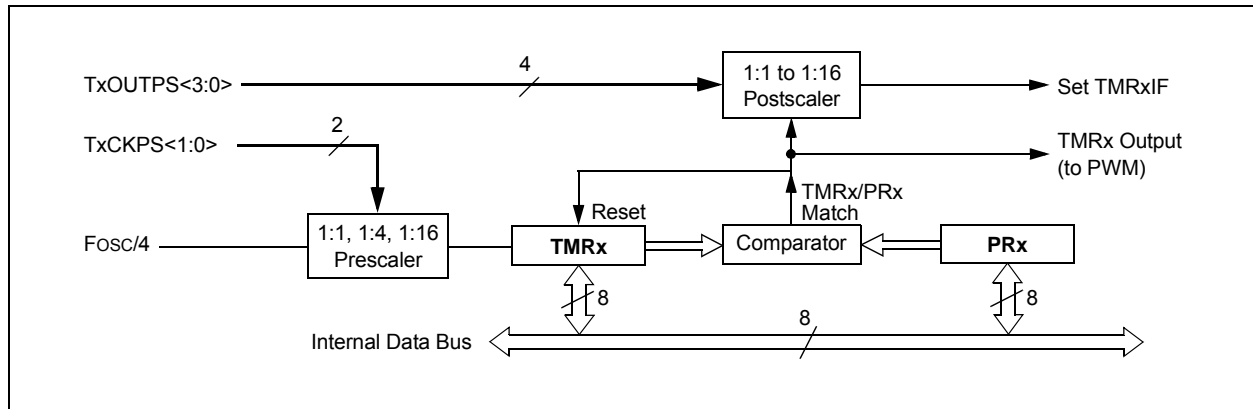 TxOUTPS<3:0>
4
1:1 to 1:16
Postscaler
Set TMRxIF
TxCKPS<1:0>
2
TMRx Output
(to PWM)
TMRx/PRx
Match
Reset
FOSC/4
1:1, 1:4, 1:16
Prescaler
TMRx
Comparator
PRx
8
8
8
Internal Data Bus